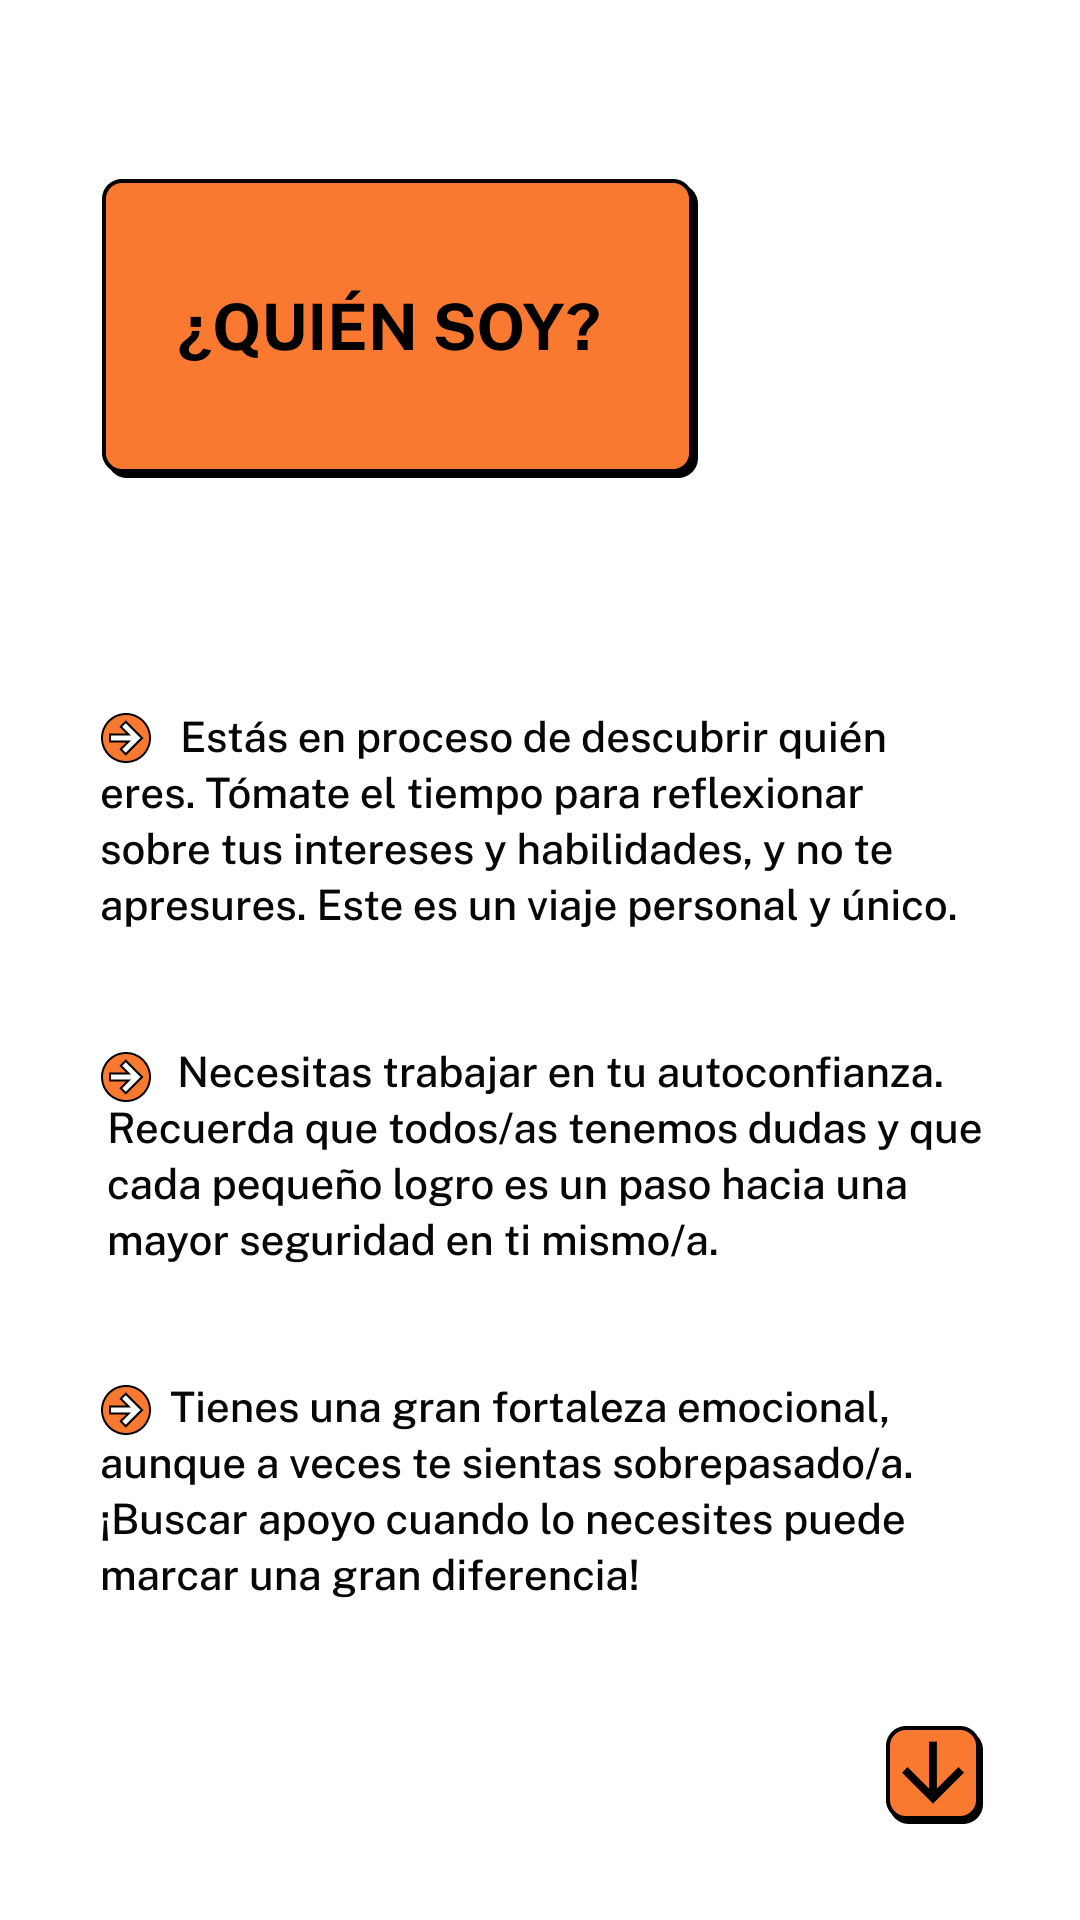 ¿QUIÉN SOY?
Estás en proceso de descubrir quién
eres. Tómate el tiempo para reflexionar
sobre tus intereses y habilidades, y no te
apresures. Este es un viaje personal y único.
Necesitas trabajar en tu autoconfianza.
Recuerda que todos/as tenemos dudas y que
cada pequeño logro es un paso hacia una
mayor seguridad en ti mismo/a.
Tienes una gran fortaleza emocional,
aunque a veces te sientas sobrepasado/a.
¡Buscar apoyo cuando lo necesites puede
marcar una gran diferencia!